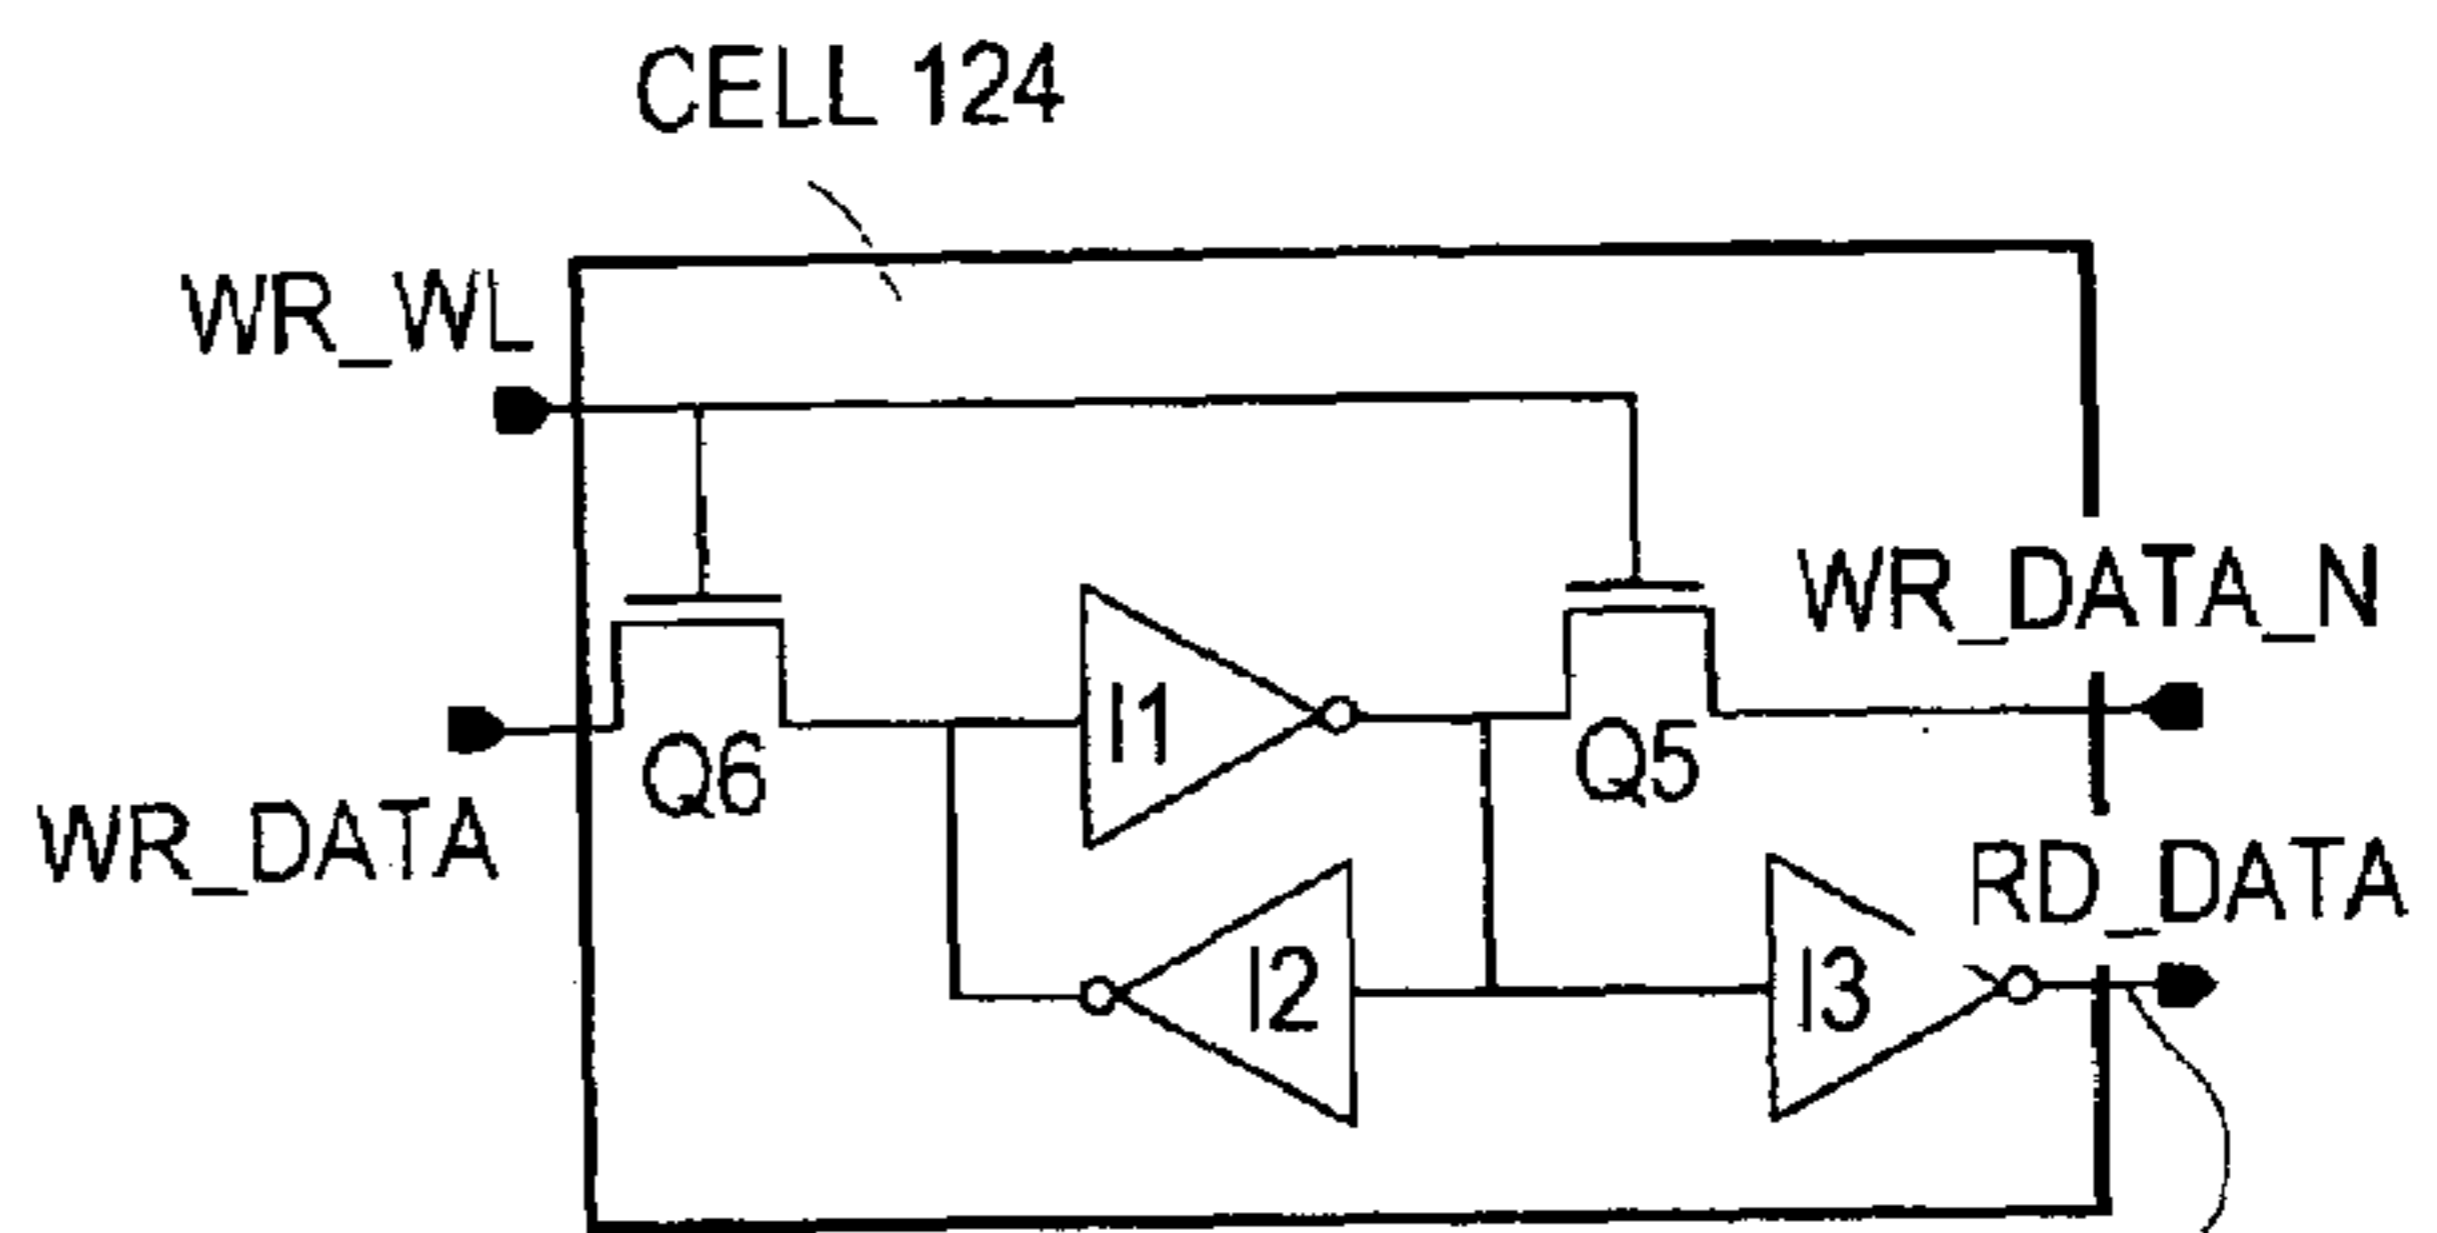 CELL 124
WR_WL
WR_DATA_N
I1
Q5
Q6
WR_DATA
RD_DATA
I2
I3